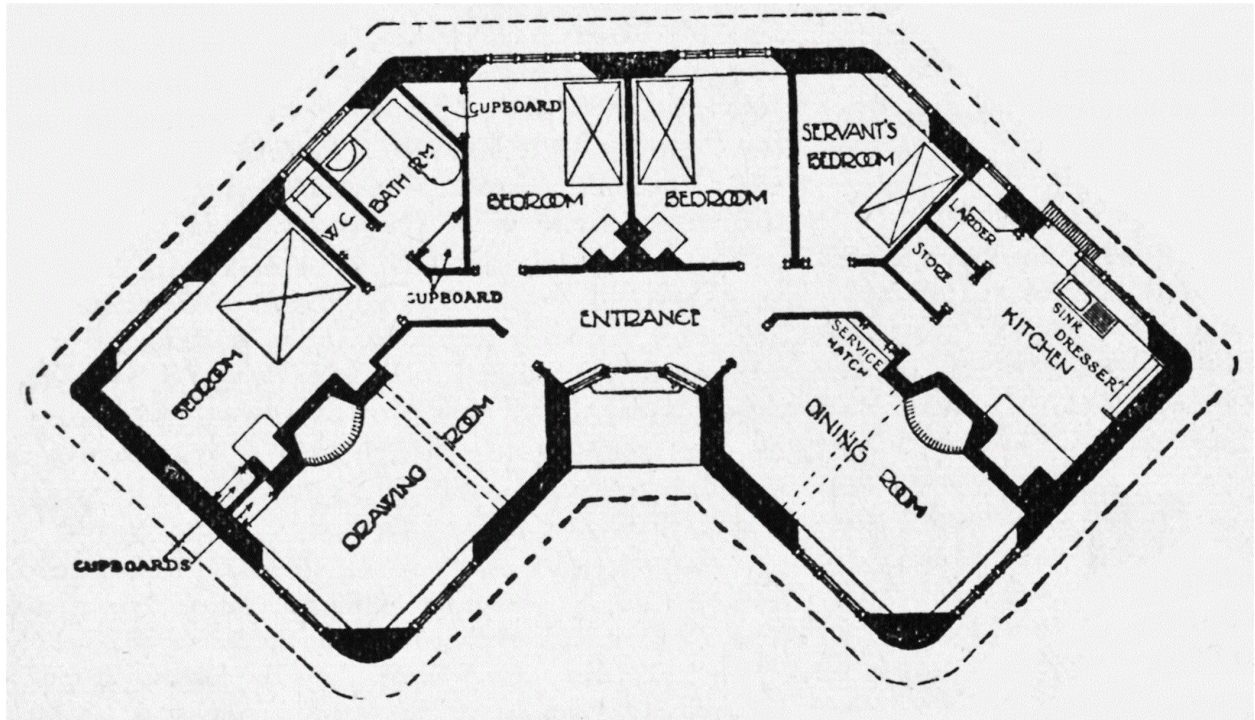 CUPBOARD
SERVANT'S
BEDROOM
BATH RM
BEDROOM
BEDROOM
W.C.
LARDER
STORE
CUPBOARD
ENTRANCE
SINK
KITCHEN
DRESSER
SERVICE
HATCH
BEDROOM
DRAWING ROOM
DINING ROOM
CUPBOARDS